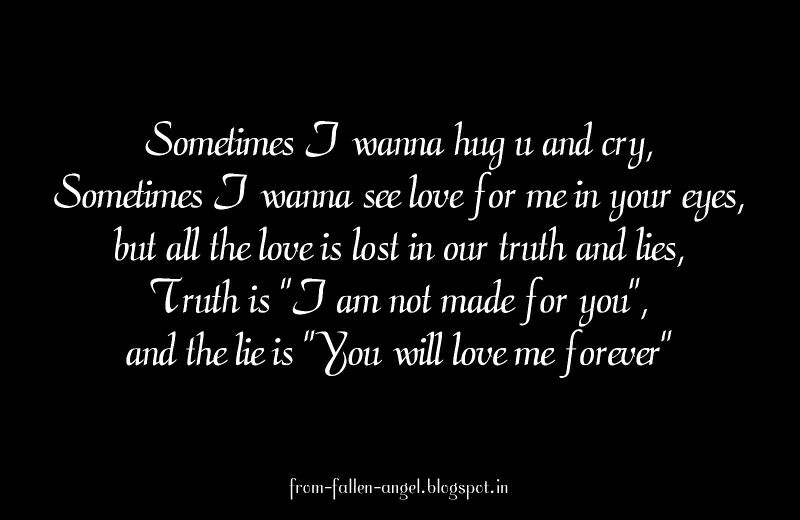 Sometimes I wanna hug u and cry,
Sometimes I wanna see love for me in your eyes,
but all the love is lost in our truth and lies,
Truth is "I am not made for you",
and the lie is "You will love me forever"
from-fallen-angel.blogspot.in